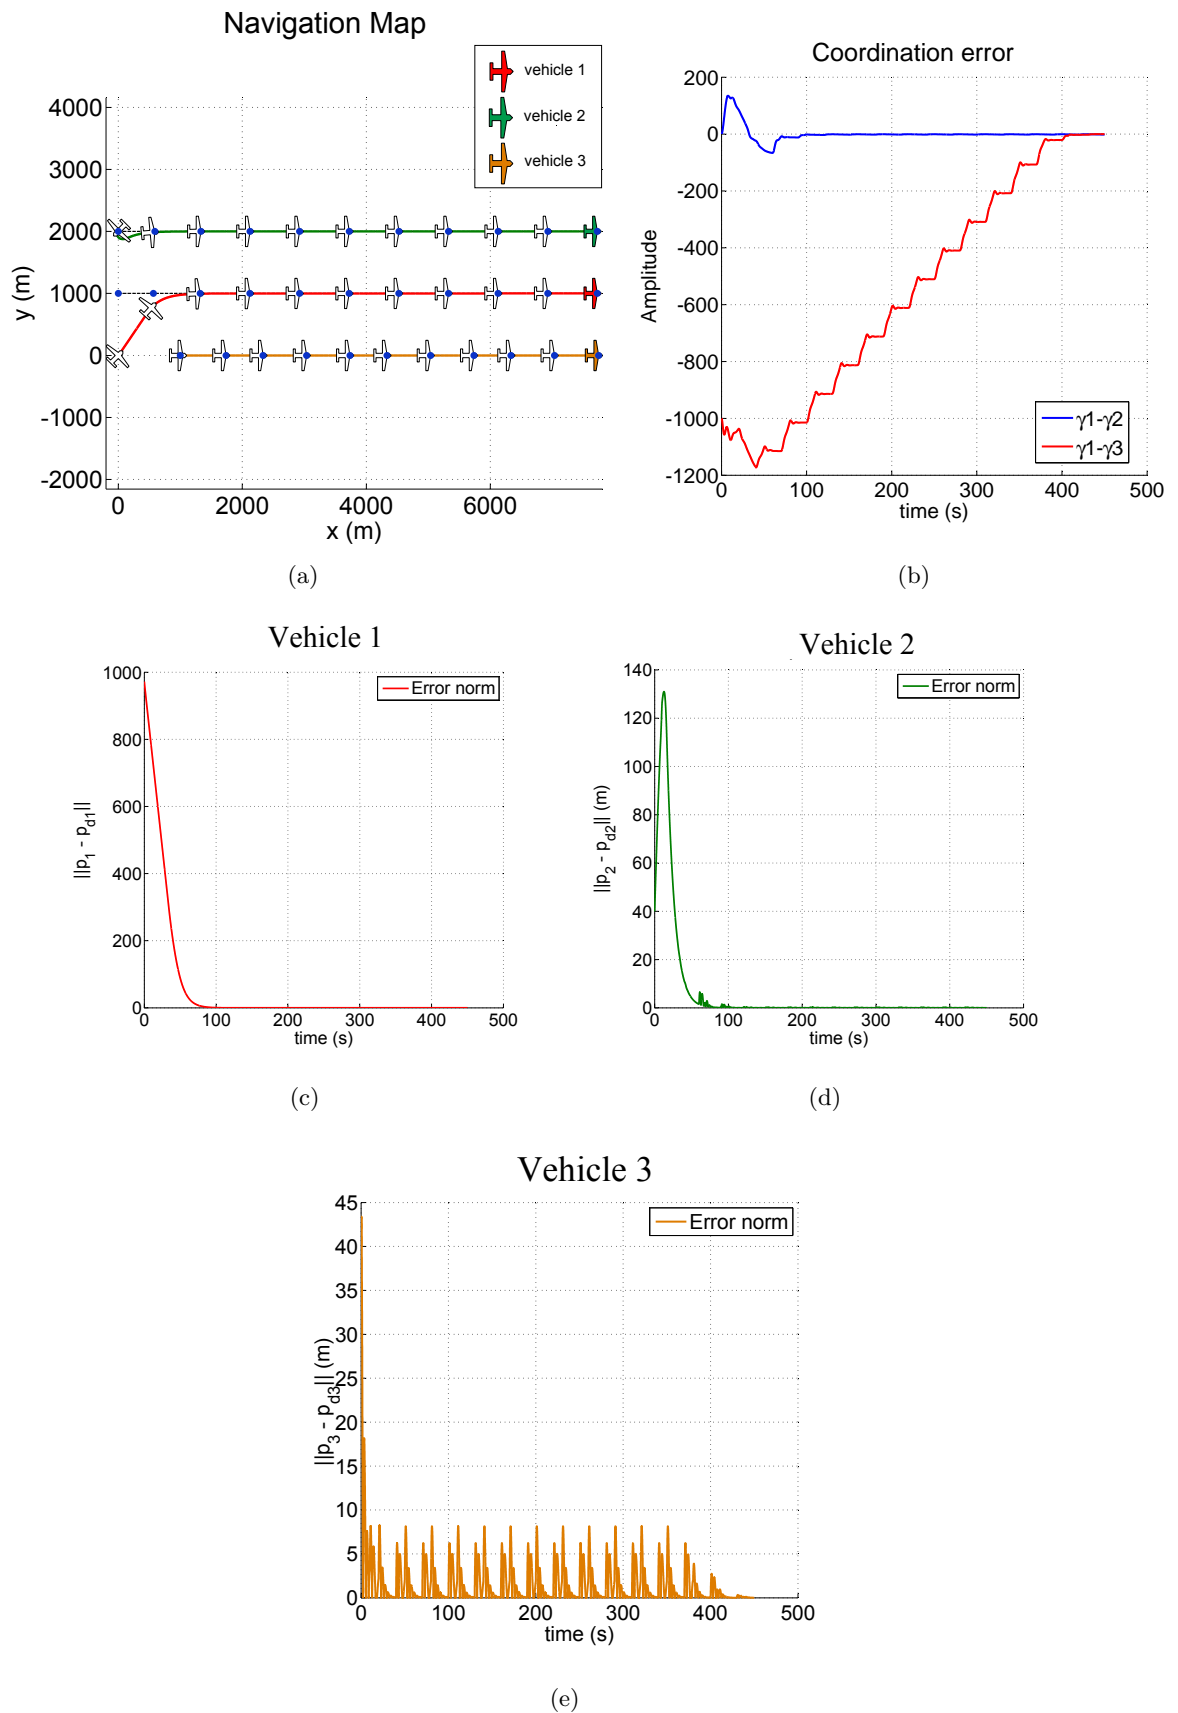 Navigation Map
vehicle 1
vehicle 2
vehicle 3
4000
3000
2000
1000
0
-1000
-2000
y (m)
0
2000
4000
6000
x (m)
(a)
Coordination error
200
0
-200
-400
-600
-800
-1000
-1200
Amplitude
γ1-γ2
γ1-γ3
0
100
200
300
400
500
time (s)
(b)
Vehicle 1
1000
800
600
400
200
0
||p1 - pd1||
Error norm
0
100
200
300
400
500
time (s)
(c)
Vehicle 2
140
120
100
80
60
40
20
0
||p2 - pd2|| (m)
Error norm
0
100
200
300
400
500
time (s)
(d)
Vehicle 3
45
40
35
30
25
20
15
10
5
0
||p3 - pd3|| (m)
Error norm
0
100
200
300
400
500
time (s)
(e)